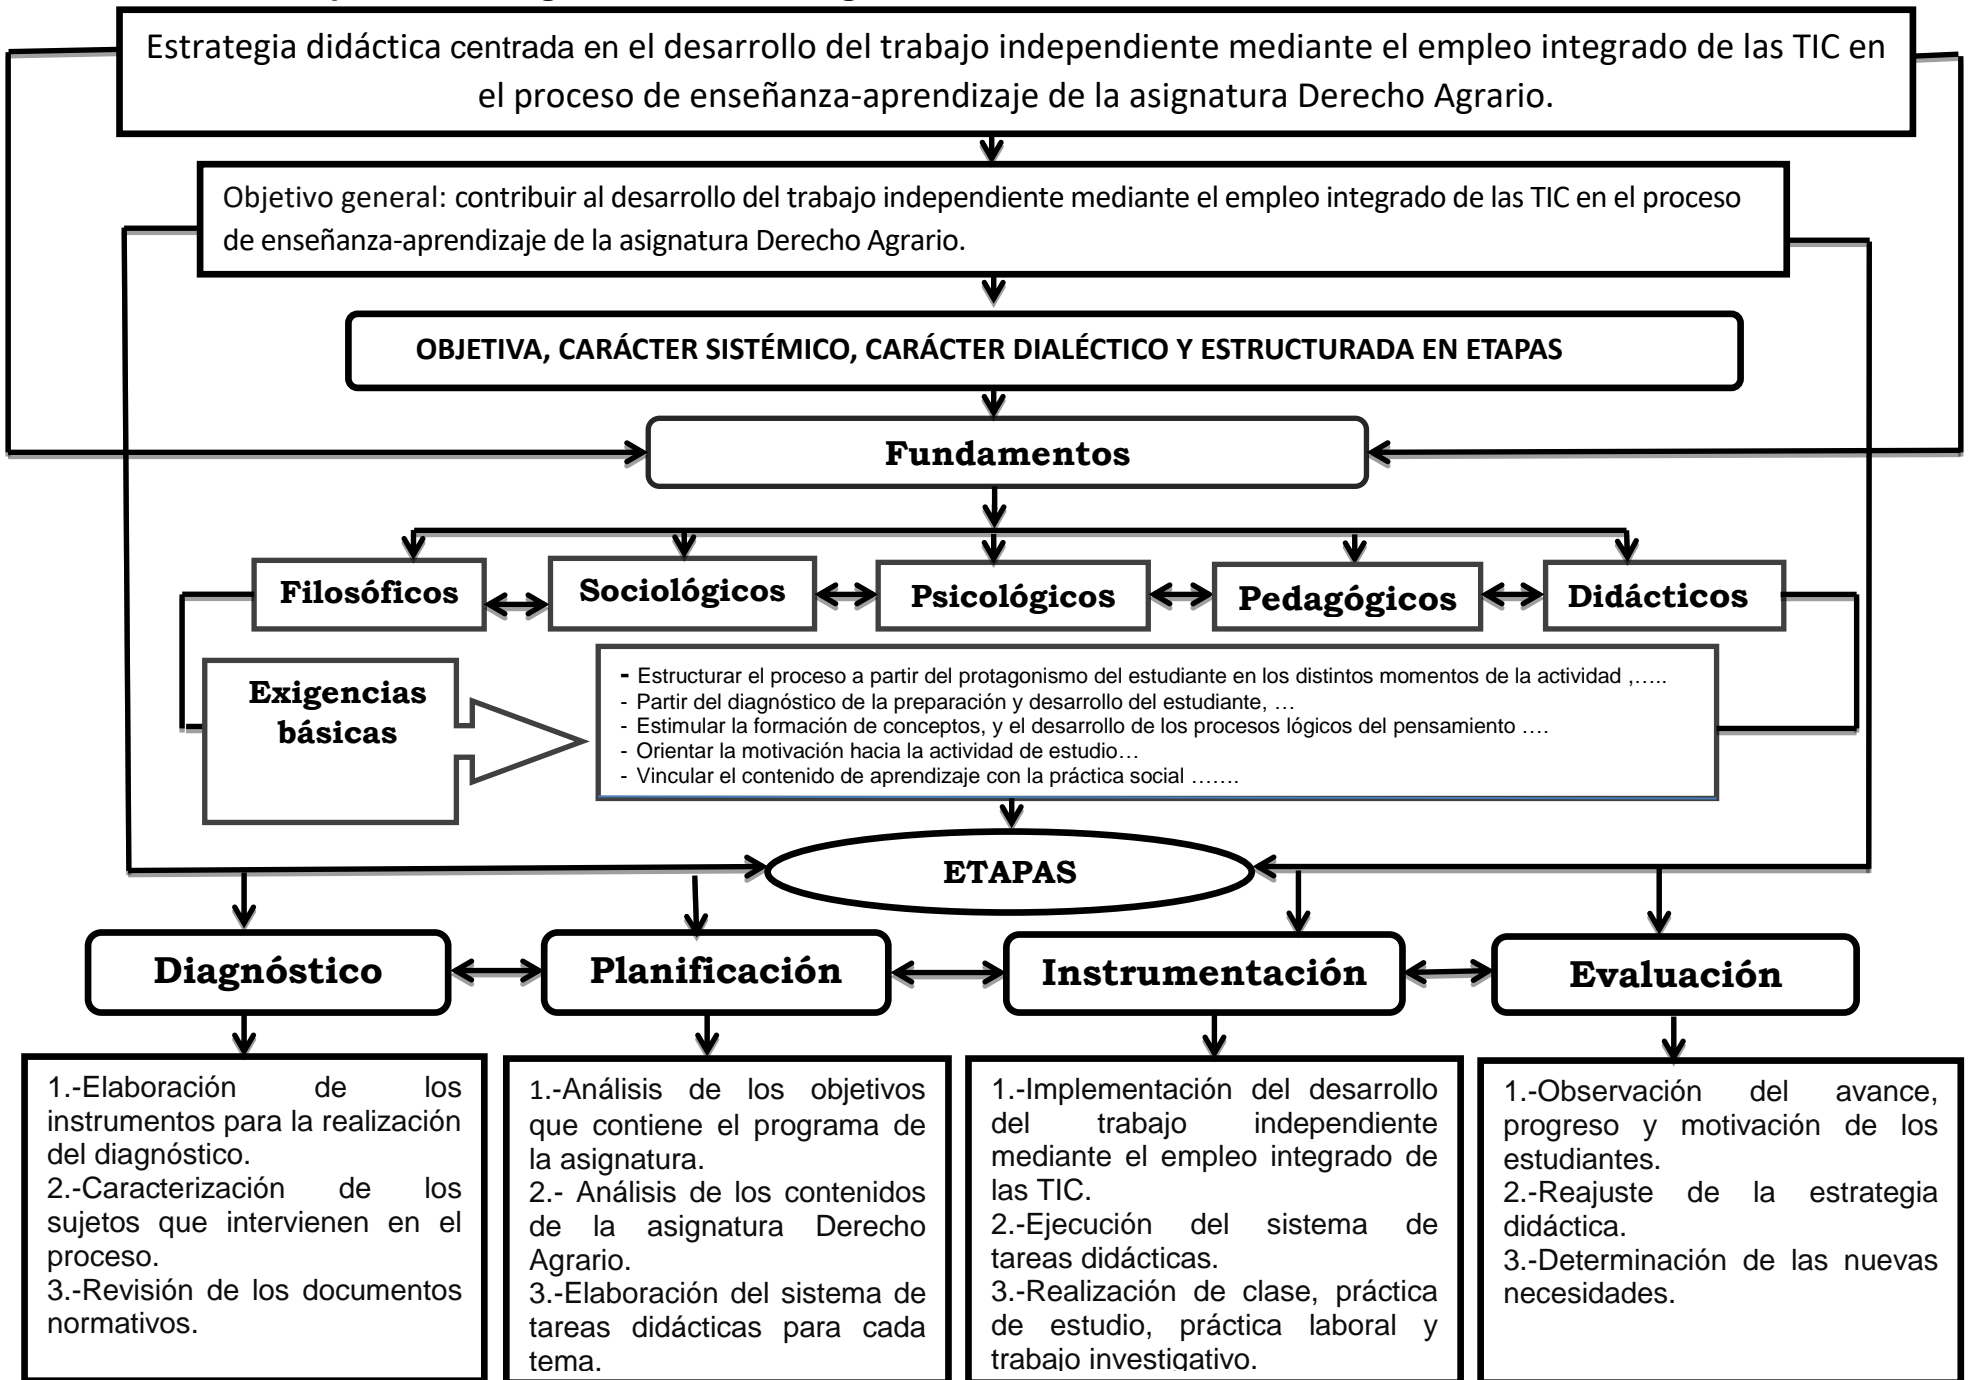 Estrategia didáctica centrada en el desarrollo del trabajo independiente mediante el empleo integrado de las TIC en
el proceso de enseñanza-aprendizaje de la asignatura Derecho Agrario.
Objetivo general: contribuir al desarrollo del trabajo independiente mediante el empleo integrado de las TIC en el proceso
de enseñanza-aprendizaje de la asignatura Derecho Agrario.
OBJETIVA, CARÁCTER SISTÉMICO, CARÁCTER DIALÉCTICO Y ESTRUCTURADA EN ETAPAS
Fundamentos
Filosóficos
Sociológicos
Psicológicos
Pedagógicos
Didácticos
Exigencias
básicas
- Estructurar el proceso a partir del protagonismo del estudiante en los distintos momentos de la actividad ,…..
- Partir del diagnóstico de la preparación y desarrollo del estudiante, …
- Estimular la formación de conceptos, y el desarrollo de los procesos lógicos del pensamiento ….
- Orientar la motivación hacia la actividad de estudio…
- Vincular el contenido de aprendizaje con la práctica social …….
ETAPAS
Diagnóstico
Planificación
Instrumentación
Evaluación
1.-Elaboración de los
instrumentos para la realización
del diagnóstico.
2.-Caracterización de los
sujetos que intervienen en el
proceso.
3.-Revisión de los documentos
normativos.
1.-Análisis de los objetivos
que contiene el programa de
la asignatura.
2.- Análisis de los contenidos
de la asignatura Derecho
Agrario.
3.-Elaboración del sistema de
tareas didácticas para cada
tema.
1.-Implementación del desarrollo
del trabajo independiente
mediante el empleo integrado de
las TIC.
2.-Ejecución del sistema de
tareas didácticas.
3.-Realización de clase, práctica
de estudio, práctica laboral y
trabajo investigativo.
1.-Observación del avance,
progreso y motivación de los
estudiantes.
2.-Reajuste de la estrategia
didáctica.
3.-Determinación de las nuevas
necesidades.